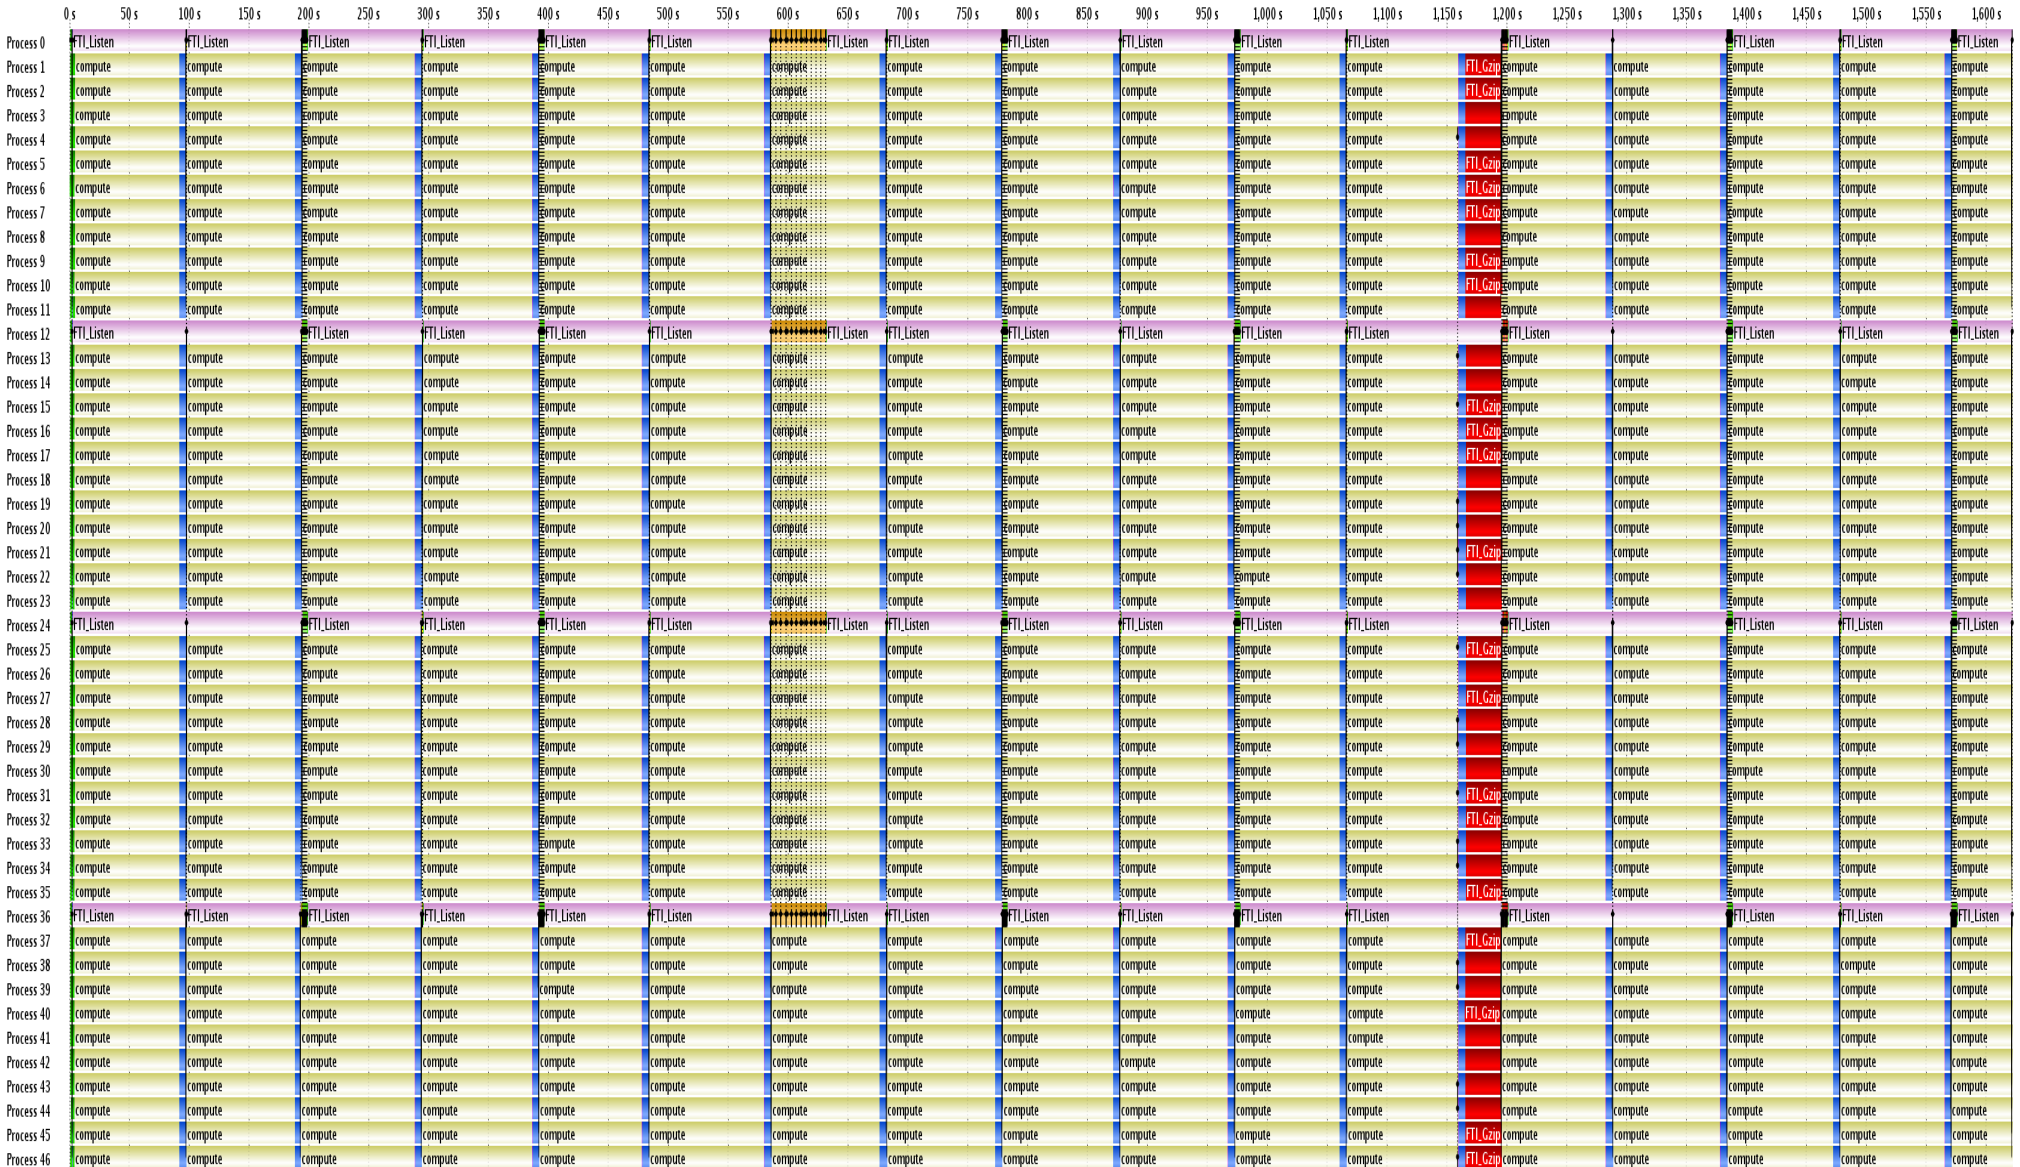 0 s 50 s 100 s 150 s 200 s 250 s 300 s 350 s 400 s 450 s 500 s 550 s 600 s 650 s 700 s 750 s 800 s 850 s 900 s 950 s 1,000 s 1,050 s 1,100 s 1,150 s 1,200 s 1,250 s 1,300 s 1,350 s 1,400 s 1,450 s 1,500 s 1,550 s 1,600 s
Process 0 FTI_Listen FTI_Listen FTI_Listen FTI_Listen FTI_Listen FTI_Listen FTI_Listen FTI_Listen FTI_Listen FTI_Listen FTI_Listen FTI_Listen FTI_Listen FTI_Listen FTI_Listen FTI_Listen
Process 1 compute compute compute compute compute compute compute compute compute compute compute compute FTI_Gzip compute compute compute compute compute
Process 2 compute compute compute compute compute compute compute compute compute compute compute compute FTI_Gzip compute compute compute compute compute
Process 3 compute compute compute compute compute compute compute compute compute compute compute compute compute compute compute compute compute
Process 4 compute compute compute compute compute compute compute compute compute compute compute compute compute compute compute compute compute
Process 5 compute compute compute compute compute compute compute compute compute compute compute compute FTI_Gzip compute compute compute compute compute
Process 6 compute compute compute compute compute compute compute compute compute compute compute compute FTI_Gzip compute compute compute compute compute
Process 7 compute compute compute compute compute compute compute compute compute compute compute compute FTI_Gzip compute compute compute compute compute
Process 8 compute compute compute compute compute compute compute compute compute compute compute compute compute compute compute compute compute
Process 9 compute compute compute compute compute compute compute compute compute compute compute compute FTI_Gzip compute compute compute compute compute
Process 10 compute compute compute compute compute compute compute compute compute compute compute compute FTI_Gzip compute compute compute compute compute
Process 11 compute compute compute compute compute compute compute compute compute compute compute compute compute compute compute compute compute
Process 12 FTI_Listen FTI_Listen FTI_Listen FTI_Listen FTI_Listen FTI_Listen FTI_Listen FTI_Listen FTI_Listen FTI_Listen FTI_Listen FTI_Listen FTI_Listen FTI_Listen FTI_Listen
Process 13 compute compute compute compute compute compute compute compute compute compute compute compute compute compute compute compute compute
Process 14 compute compute compute compute compute compute compute compute compute compute compute compute compute compute compute compute compute
Process 15 compute compute compute compute compute compute compute compute compute compute compute compute FTI_Gzip compute compute compute compute compute
Process 16 compute compute compute compute compute compute compute compute compute compute compute compute FTI_Gzip compute compute compute compute compute
Process 17 compute compute compute compute compute compute compute compute compute compute compute compute FTI_Gzip compute compute compute compute compute
Process 18 compute compute compute compute compute compute compute compute compute compute compute compute compute compute compute compute compute
Process 19 compute compute compute compute compute compute compute compute compute compute compute compute compute compute compute compute compute
Process 20 compute compute compute compute compute compute compute compute compute compute compute compute compute compute compute compute compute
Process 21 compute compute compute compute compute compute compute compute compute compute compute compute FTI_Gzip compute compute compute compute compute
Process 22 compute compute compute compute compute compute compute compute compute compute compute compute compute compute compute compute compute
Process 23 compute compute compute compute compute compute compute compute compute compute compute compute compute compute compute compute compute
Process 24 FTI_Listen FTI_Listen FTI_Listen FTI_Listen FTI_Listen FTI_Listen FTI_Listen FTI_Listen FTI_Listen FTI_Listen FTI_Listen FTI_Listen FTI_Listen FTI_Listen FTI_Listen
Process 25 compute compute compute compute compute compute compute compute compute compute compute compute FTI_Gzip compute compute compute compute compute
Process 26 compute compute compute compute compute compute compute compute compute compute compute compute compute compute compute compute compute
Process 27 compute compute compute compute compute compute compute compute compute compute compute compute FTI_Gzip compute compute compute compute compute
Process 28 compute compute compute compute compute compute compute compute compute compute compute compute compute compute compute compute compute
Process 29 compute compute compute compute compute compute compute compute compute compute compute compute compute compute compute compute compute
Process 30 compute compute compute compute compute compute compute compute compute compute compute compute compute compute compute compute compute
Process 31 compute compute compute compute compute compute compute compute compute compute compute compute FTI_Gzip compute compute compute compute compute
Process 32 compute compute compute compute compute compute compute compute compute compute compute compute FTI_Gzip compute compute compute compute compute
Process 33 compute compute compute compute compute compute compute compute compute compute compute compute compute compute compute compute compute
Process 34 compute compute compute compute compute compute compute compute compute compute compute compute compute compute compute compute compute
Process 35 compute compute compute compute compute compute compute compute compute compute compute compute FTI_Gzip compute compute compute compute compute
Process 36 FTI_Listen FTI_Listen FTI_Listen FTI_Listen FTI_Listen FTI_Listen FTI_Listen FTI_Listen FTI_Listen FTI_Listen FTI_Listen FTI_Listen FTI_Listen FTI_Listen FTI_Listen FTI_Listen
Process 37 compute compute compute compute compute compute compute compute compute compute compute compute FTI_Gzip compute compute compute compute compute
Process 38 compute compute compute compute compute compute compute compute compute compute compute compute compute compute compute compute compute
Process 39 compute compute compute compute compute compute compute compute compute compute compute compute compute compute compute compute compute
Process 40 compute compute compute compute compute compute compute compute compute compute compute compute FTI_Gzip compute compute compute compute compute
Process 41 compute compute compute compute compute compute compute compute compute compute compute compute compute compute compute compute compute
Process 42 compute compute compute compute compute compute compute compute compute compute compute compute compute compute compute compute compute
Process 43 compute compute compute compute compute compute compute compute compute compute compute compute compute compute compute compute compute
Process 44 compute compute compute compute compute compute compute compute compute compute compute compute compute compute compute compute compute
Process 45 compute compute compute compute compute compute compute compute compute compute compute compute FTI_Gzip compute compute compute compute compute
Process 46 compute compute compute compute compute compute compute compute compute compute compute compute FTI_Gzip compute compute compute compute compute